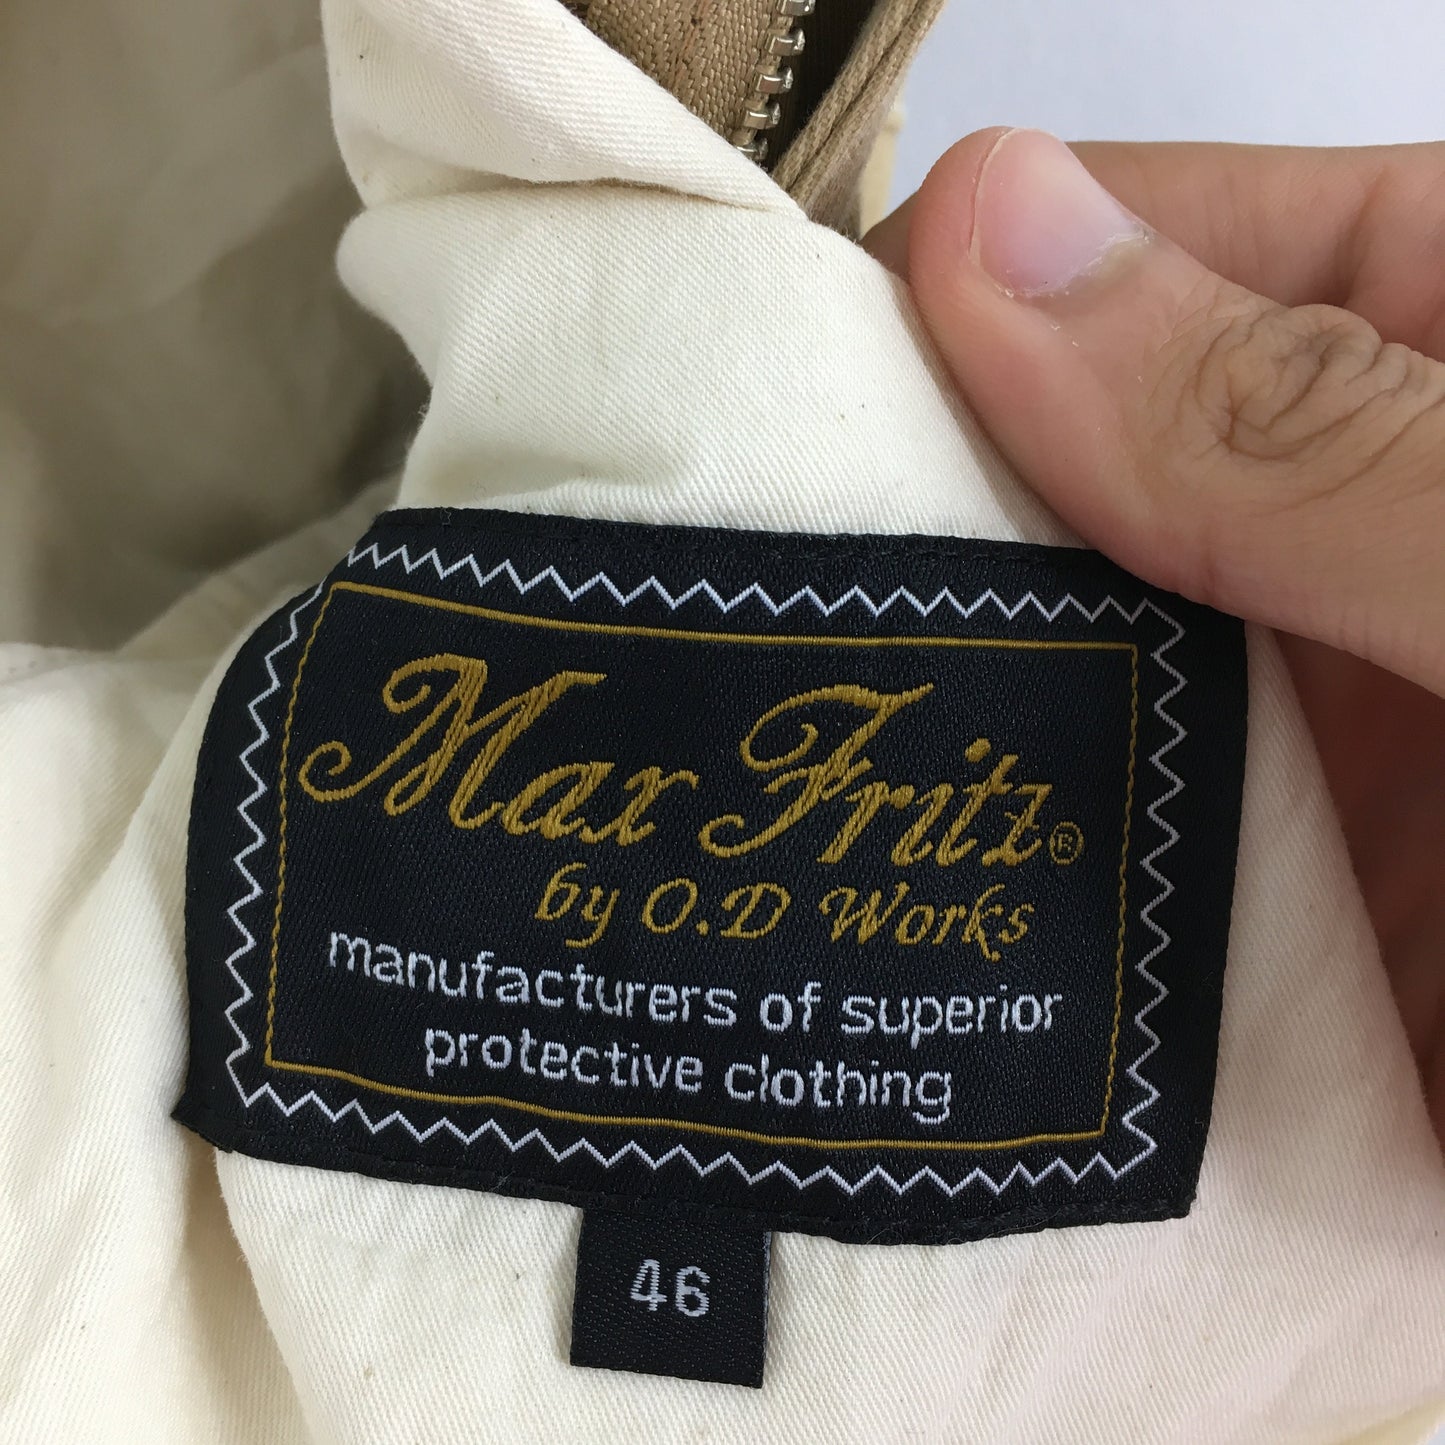 Max Fritz®
by O.D Works
manufacturers of superior
protective clothing
46